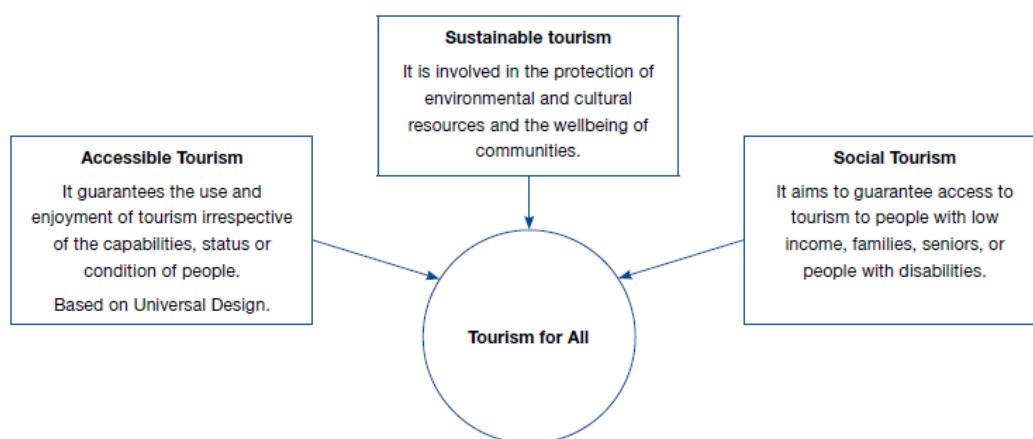 Sustainable tourism
It is involved in the protection of
environmental and cultural
resources and the wellbeing of
communities.
Accessible Tourism
It guarantees the use and
enjoyment of tourism irrespective
of the capabilities, status or
condition of people.
Based on Universal Design.
Social Tourism
It aims to guarantee access to
tourism to people with low
income, families, seniors, or
people with disabilities.
Tourism for All